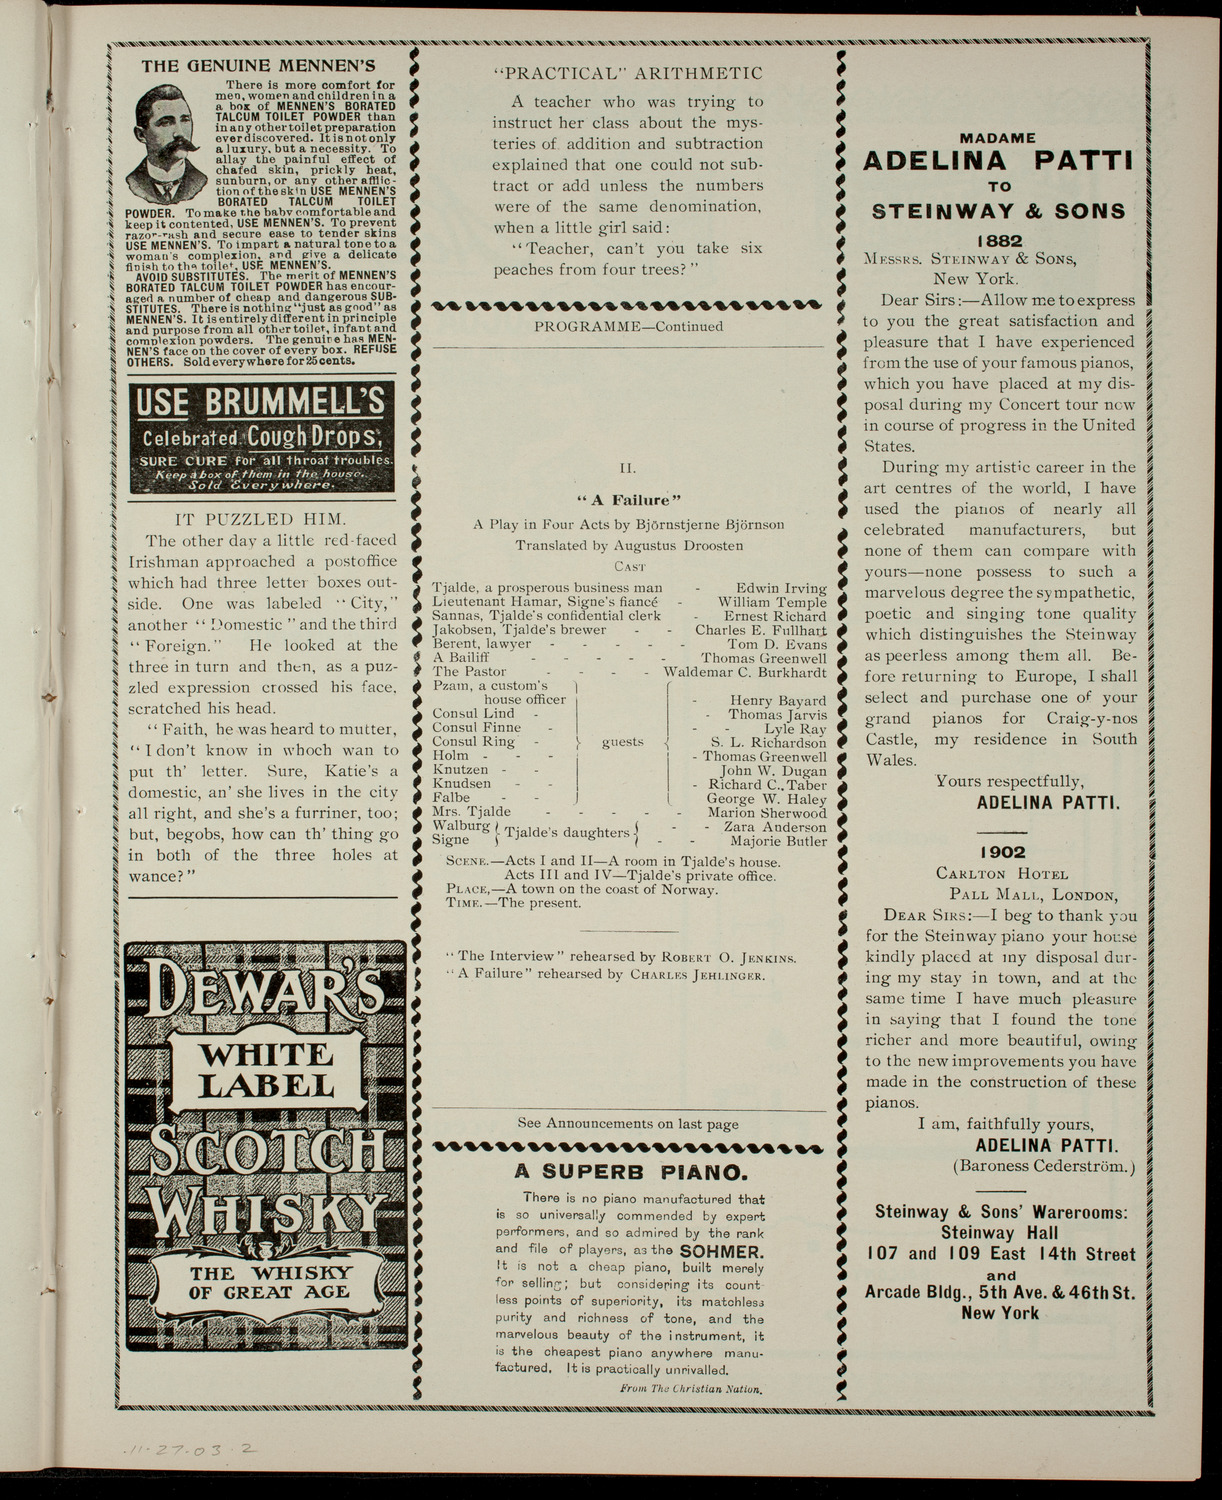 THE GENUINE MENNEN'S
There is more comfort for
men, women and children in a
a box of MENNEN'S BORATED
TALCUM TOILET POWDER than
in any other toilet preparation
ever discovered. It is not only
a luxury, but a necessity. To
allay the painful effect of
chafed skin, prickly heat,
sunburn, or any other afflic-
tion of the skin USE MENNEN'S
BORATED TALCUM TOILET
POWDER. To make the baby comfortable and
keep it contented, USE MENNEN'S. To prevent
razor-rash and secure ease to tender skins
USE MENNEN'S. To impart a natural tone to a
woman's complexion, and give a delicate
finish to the toilet, USE MENNEN'S.
AVOID SUBSTITUTES. The merit of MENNEN'S
BORATED TALCUM TOILET POWDER has encour-
aged a number of cheap and dangerous SUB-
STITUTES. There is nothing "just as good" as
MENNEN'S. It is entirely different in principle
and purpose from all other toilet, infant and
complexion powders. The genuine has MEN-
NEN'S face on the cover of every box. REFUSE
OTHERS. Sold everywhere for 25 cents.
USE BRUMMELL'S
Celebrated Cough Drops,
SURE CURE for all throat troubles.
Keep a box of them in the house.
Sold Everywhere.
IT PUZZLED HIM.
The other day a little red-faced
Irishman approached a postoffice
which had three letter boxes out-
side. One was labeled "City,"
another "Domestic" and the third
"Foreign." He looked at the
three in turn and then, as a puz-
zled expression crossed his face,
scratched his head.
"Faith, he was heard to mutter,
"I don't know in whoch wan to
put th' letter. Sure, Katie's a
domestic, an' she lives in the city
all right, and she's a furriner, too;
but, begobs, how can th' thing go
in both of the three holes at
wance?"
DEWAR'S
WHITE
LABEL
SCOTCH
WHISKY
THE WHISKY
OF GREAT AGE
"PRACTICAL" ARITHMETIC
A teacher who was trying to
instruct her class about the mys-
teries of addition and subtraction
explained that one could not sub-
tract or add unless the numbers
were of the same denomination,
when a little girl said:
"Teacher, can't you take six
peaches from four trees?"
PROGRAMME—Continued
II.
"A Failure"
A Play in Four Acts by Björnstjerne Björnson
Translated by Augustus Droosten
CAST
Tjalde, a prosperous business man - Edwin Irving
Lieutenant Hamar, Signe's fiancé - William Temple
Sannas, Tjalde's confidential clerk - Ernest Richard
Jakobsen, Tjalde's brewer - - Charles E. Fullhart
Berent, lawyer - - - - - Tom D. Evans
A Bailiff - - - - - Thomas Greenwell
The Pastor - - - - Waldemar C. Burkhardt
Pzam, a custom's
house officer - Henry Bayard
Consul Lind - - Thomas Jarvis
Consul Finne - - - Lyle Ray
Consul Ring - } guests { S. L. Richardson
Holm - - - - Thomas Greenwell
Knutzen - - John W. Dugan
Knudsen - - - Richard C., Taber
Falbe - - George W. Haley
Mrs. Tjalde - - - - - Marion Sherwood
Walburg } Tjalde's daughters { - - Zara Anderson
Signe - - Majorie Butler
SCENE.—Acts I and II—A room in Tjalde's house.
Acts III and IV—Tjalde's private office.
PLACE,—A town on the coast of Norway.
TIME.—The present.
"The Interview" rehearsed by ROBERT O. JENKINS.
"A Failure" rehearsed by CHARLES JEHLINGER.
See Announcements on last page
A SUPERB PIANO.
There is no piano manufactured that
is so universally commended by expert
performers, and so admired by the rank
and file of players, as the SOHMER.
It is not a cheap piano, built merely
for selling; but considering its count
less points of superiority, its matchless
purity and richness of tone, and the
marvelous beauty of the instrument, it
is the cheapest piano anywhere manu-
factured. It is practically unrivalled.
From The Christian Nation.
MADAME
ADELINA PATTI
TO
STEINWAY & SONS
1882
MESSRS. STEINWAY & SONS,
New York.
Dear Sirs:—Allow me to express
to you the great satisfaction and
pleasure that I have experienced
from the use of your famous pianos,
which you have placed at my dis-
posal during my Concert tour now
in course of progress in the United
States.
During my artistic career in the
art centres of the world, I have
used the pianos of nearly all
celebrated manufacturers, but
none of them can compare with
yours—none possess to such a
marvelous degree the sympathetic,
poetic and singing tone quality
which distinguishes the Steinway
as peerless among them all. Be-
fore returning to Europe, I shall
select and purchase one of your
grand pianos for Craig-y-nos
Castle, my residence in South
Wales.
Yours respectfully,
ADELINA PATTI.
1902
CARLTON HOTEL
PALL MALL, LONDON,
DEAR SIRS:—I beg to thank you
for the Steinway piano your house
kindly placed at my disposal dur-
ing my stay in town, and at the
same time I have much pleasure
in saying that I found the tone
richer and more beautiful, owing
to the new improvements you have
made in the construction of these
pianos.
I am, faithfully yours,
ADELINA PATTI.
(Baroness Cederström.)
Steinway & Sons' Warerooms:
Steinway Hall
107 and 109 East 14th Street
and
Arcade Bldg., 5th Ave. & 46th St.
New York
11-27-03-2